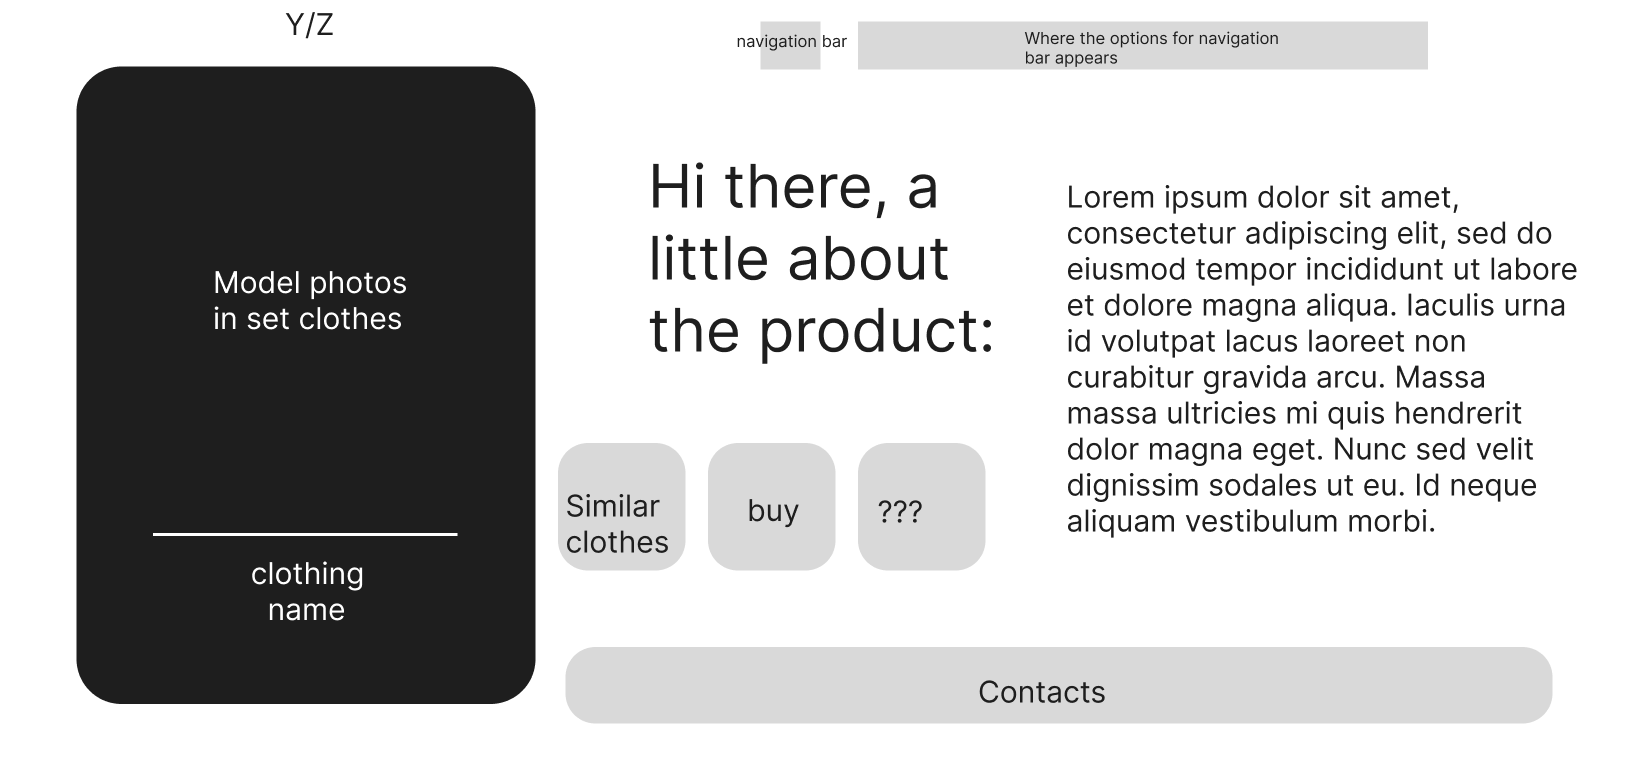 Y/Z
navigation bar
Where the options for navigation
bar appears
Model photos
in set clothes
clothing
name
Hi there, a
little about
the product:
Lorem ipsum dolor sit amet,
consectetur adipiscing elit, sed do
eiusmod tempor incididunt ut labore
et dolore magna aliqua. Iaculis urna
id volutpat lacus laoreet non
curabitur gravida arcu. Massa
massa ultricies mi quis hendrerit
dolor magna eget. Nunc sed velit
dignissim sodales ut eu. Id neque
aliquam vestibulum morbi.
Similar
clothes
buy
???
Contacts